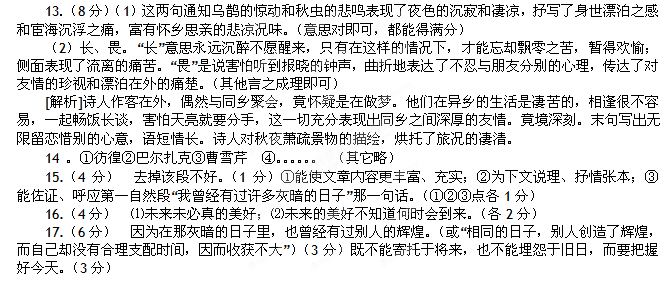 13.（8分）（1）这两句通知乌鹊的惊动和秋虫的悲鸣表现了夜色的沉寂和凄凉，抒写了身世漂泊之感
和宦海沉浮之痛，富有怀乡思亲的悲凉况味。（意思对即可，都能得满分）
（2）长、畏。“长”意思永远沉醉不愿醒来，只有在这样的情况下，才能忘却飘零之苦，暂得欢愉；
侧面表现了流离的痛苦。“畏”是说害怕听到报晓的钟声，曲折地表达了不忍与朋友分别的心理，传达了对
友情的珍视和漂泊在外的痛楚。（其他言之成理即可）
[解析]诗人作客在外，偶然与同乡聚会，竟怀疑是在做梦。他们在异乡的生活是凄苦的，相逢很不容
易，一起畅饮长谈，害怕天亮就要分手，这一切充分表现出同乡之间深厚的友情。竟境深刻。末句写出无
限留恋惜别的心意，语短情长。诗人对秋夜萧疏景物的描绘，烘托了旅况的凄清。
14 。①彷徨②巴尔扎克③曹雪芹 ④…… （其它略）
15.（4分） 去掉该段不好。（1 分）①能使文章内容更丰富、充实；②为下文说理、抒情张本；③
能佐证、呼应第一自然段“我曾经有过许多灰暗的日子”那一句话。（①②③点各 1 分）
16.（4分） ⑴未来未必真的美好；⑵未来的美好不知道何时会到来。（各 2 分）
17.（6分） 因为在那灰暗的日子里，也曾经有过别人的辉煌。（或“相同的日子，别人创造了辉煌，
而自己却没有合理支配时间，因而收获不大”）（3 分）既不能寄托于将来，也不能埋怨于旧日，而要把握
好今天。（3 分）